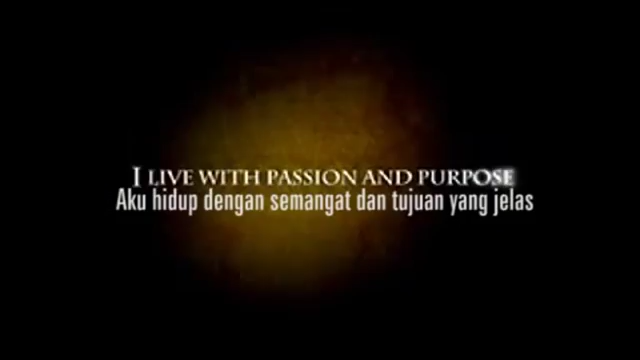 I LIVE WITH PASSION AND PURPOSE
Aku hidup dengan semangat dan tujuan yang jelas